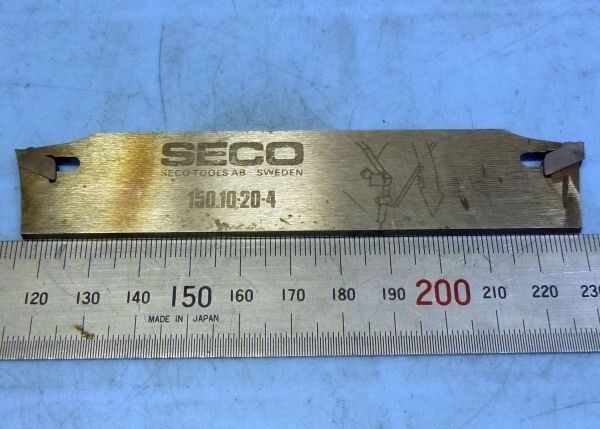 SECO
SECO TOOLS AB SWEDEN
150.10-20-4
120 130 140 150 160 170 180 190 200 210 220 230
MADE IN JAPAN